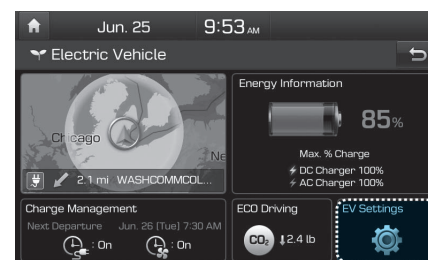 Jun. 25 9:53 AM
Electric Vehicle
Chicago
Ne
2.1 mi WASHCOMMCOL...
Energy Information
85%
Max. % Charge
DC Charger 100%
AC Charger 100%
Charge Management
Next Departure Jun. 26 [Tue] 7:30 AM
: On : On
ECO Driving
CO₂ 2.4 lb
EV Settings